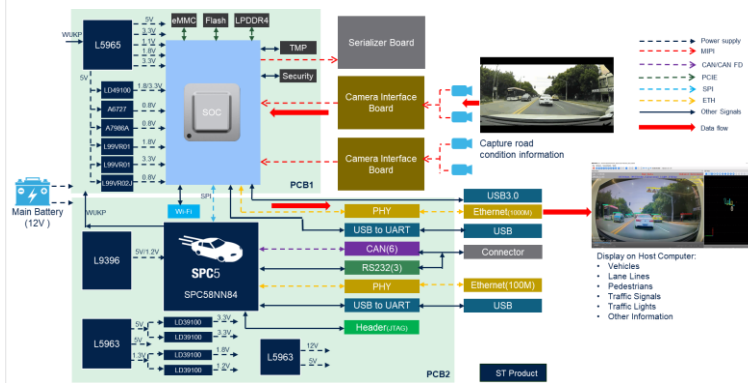 WUKP
L5965
5V
3.3V
1.1V
1.8V
3.3V
5V
eMMC
Flash
LPDDR4
TMP
Security
SOC
LD49100
1.8/3.3V
A6727
0.8V
A7986A
0.8V
L99VR01
1.8V
L99VR01
3.3V
L99VR02J
0.8V
PCB1
Serializer Board
Camera Interface
Board
Camera Interface
Board
Capture road
condition information
Power supply
MIPI
CAN/CAN FD
PCIE
SPI
ETH
Other Signals
Data flow
Main Battery
(12V)
WUKP
Wi-Fi
SPI
L9396
5V/1.2V
SPC5
SPC58NN84
PHY
USB to UART
CAN(6)
RS232(3)
PHY
USB to UART
Header(JTAG)
USB3.0
Ethernet(1000M)
USB
Connector
Ethernet(100M)
USB
L5963
5V
5V
1.3V
LD39100
3.3V
LD39100
3.3V
LD39100
1.8V
LD39100
1.2V
L5963
12V
5V
PCB2
Display on Host Computer:
• Vehicles
• Lane Lines
• Pedestrians
• Traffic Signals
• Traffic Lights
• Other Information
ST Product